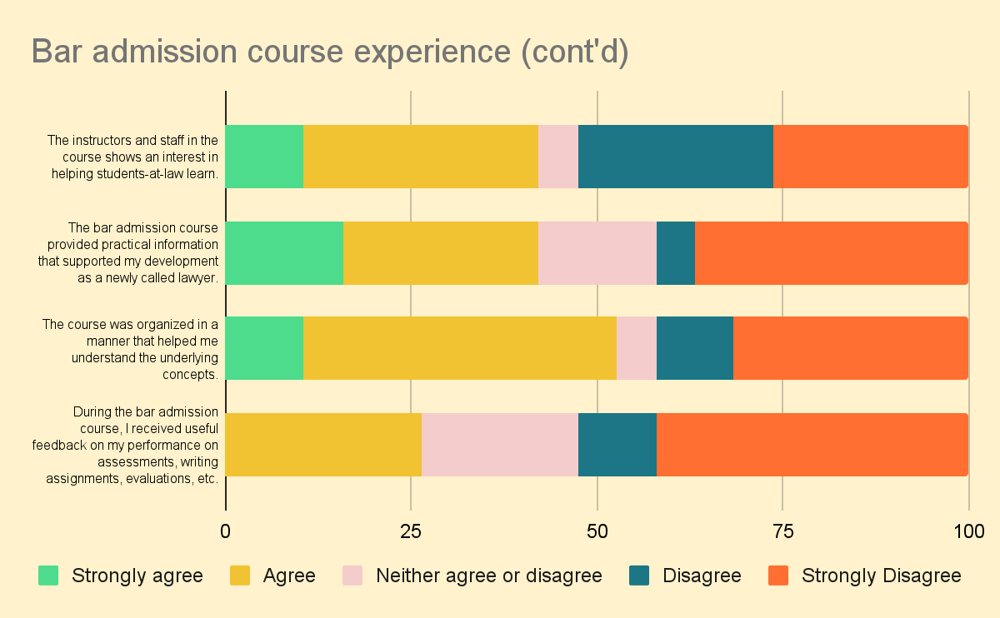 Bar admission course experience (cont'd)
The instructors and staff in the
course shows an interest in
helping students-at-law learn.
The bar admission course
provided practical information
that supported my development
as a newly called lawyer.
The course was organized in a
manner that helped me
understand the underlying
concepts.
During the bar admission
course, I received useful
feedback on my performance on
assessments, writing
assignments, evaluations, etc.
0 25 50 75 100
Strongly agree Agree Neither agree or disagree Disagree Strongly Disagree